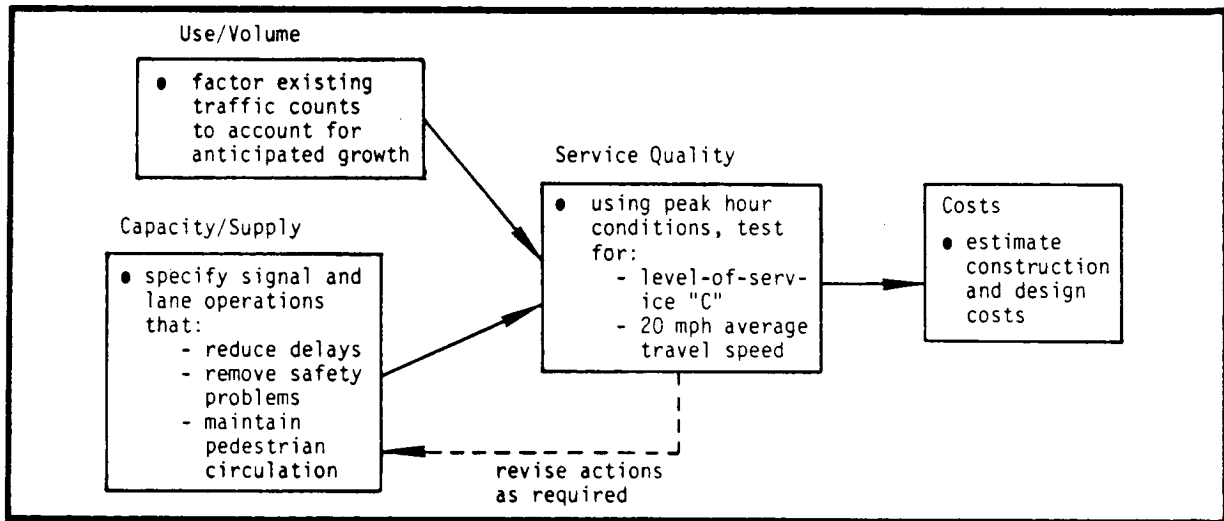 Use/Volume
● factor existing
traffic counts
to account for
anticipated growth
Capacity/Supply
● specify signal and
lane operations
that:
- reduce delays
- remove safety
problems
- maintain
pedestrian
circulation
Service Quality
● using peak hour
conditions, test
for:
- level-of-serv-
ice "C"
- 20 mph average
travel speed
revise actions
as required
Costs
● estimate
construction
and design
costs